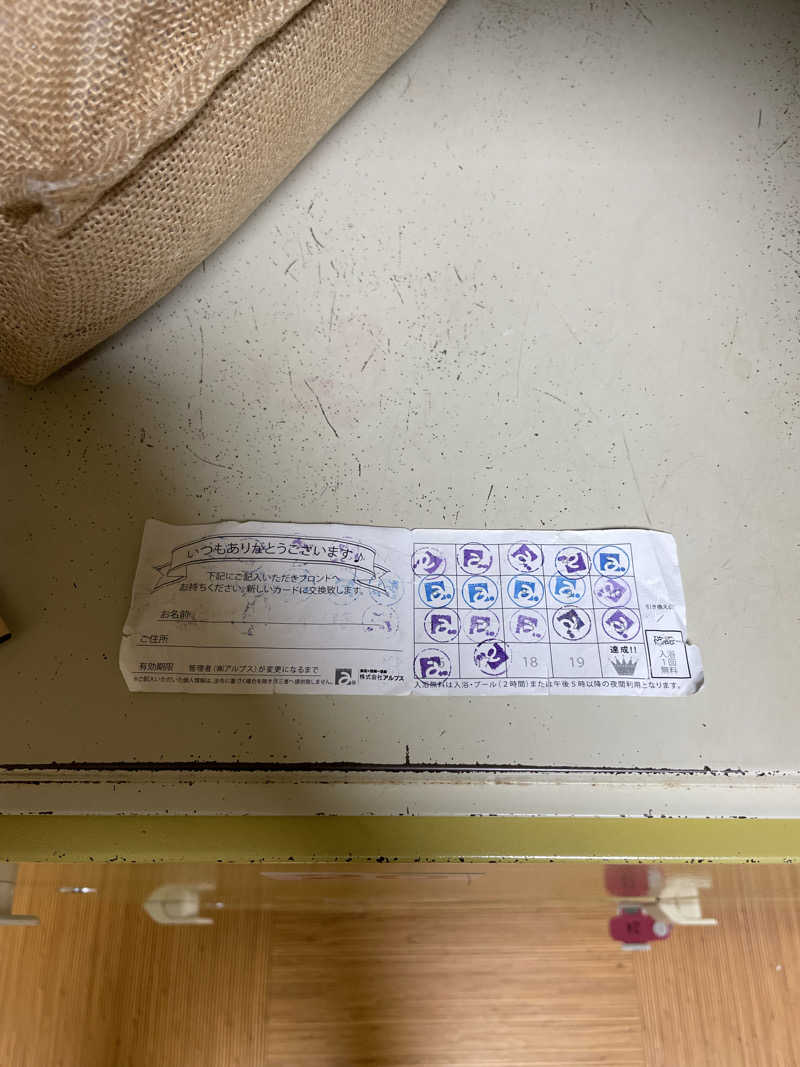 いつもありがとうございます♪
下記にご記入いただきフロントへ
お持ちください。新しいカードに交換致します。
お名前
ご住所
有効期限 管理者(㈱アルプス)が変更になるまで
株式会社アルプス
18
19
達成!!
入浴
1回
無料
入浴無料は入浴・プール(2時間)または午後5時以降の夜間利用となります。